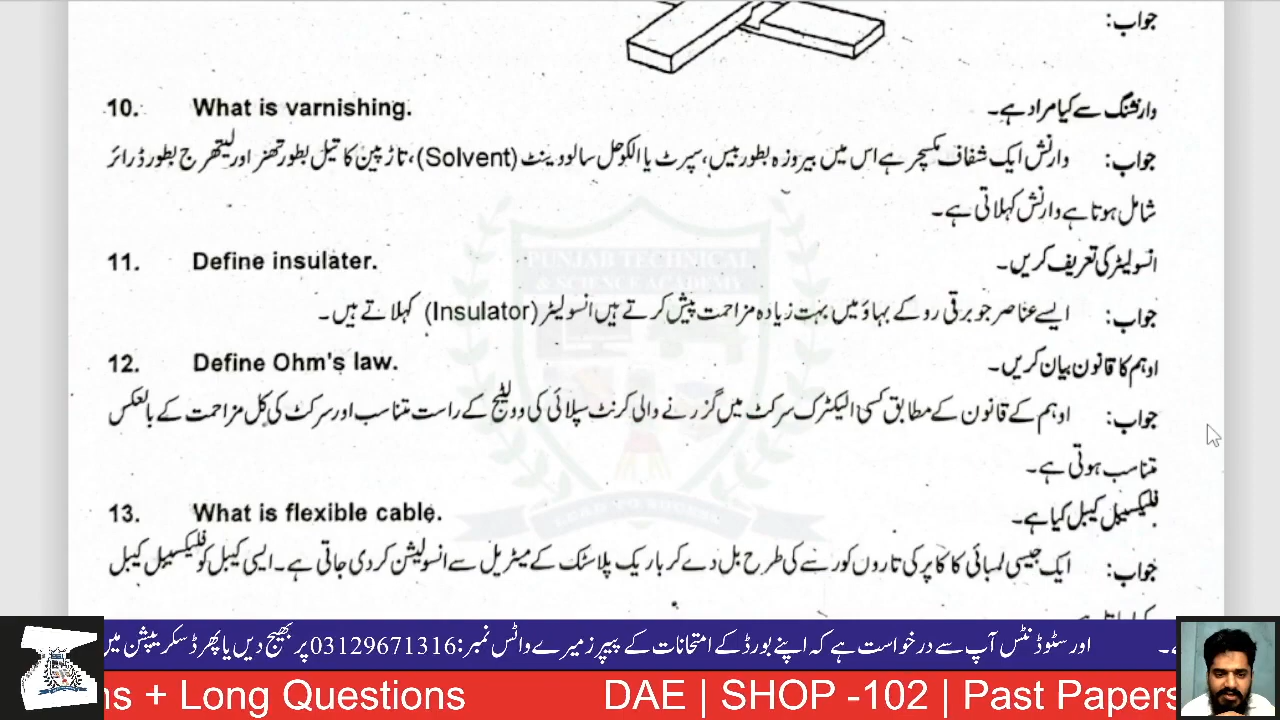 جواب:
10. What is varnishing. وارنشنگ سے کیا مراد ہے۔
جواب: وارنش ایک شفاف مکسچر ہے اس میں بیروزہ بطور بیس، سپرٹ یا الکوحل سالووینٹ (Solvent)، تارپین کا تیل بطور تھنر اور لیتھرج بطور ڈرائر
شامل ہوتا ہے وارنش کہلاتی ہے۔
11. Define insulater. انسولیٹر کی تعریف کریں۔
جواب: ایسے عناصر جو برقی رو کے بہاؤ میں بہت زیادہ مزاحمت پیش کرتے ہیں انسولیٹر (Insulator) کہلاتے ہیں۔
12. Define Ohm's law. اوہم کا قانون بیان کریں۔
جواب: اوہم کے قانون کے مطابق کسی الیکٹرک سرکٹ میں گزرنے والی کرنٹ سپلائی کی وولٹیج کے راست متناسب اور سرکٹ کی کل مزاحمت کے بالعکس
متناسب ہوتی ہے۔
13. What is flexible cable. فلیکسیبل کیبل کیا ہے۔
جواب: ایک جیسی لمبائی کا کاپر کی تاروں کو رسے کی طرح بل دے کر باریک پلاسٹک کے میٹریل سے انسولیشن کر دی جاتی ہے۔ ایسی کیبل کو فلیکسیبل کیبل
PUNJAB TECHNICAL
& SCIENCE ACADEMY
اور سٹوڈنٹس آپ سے درخواست ہے کہ اپنے بورڈ کے امتحانات کے پیپرز میرے واٹس نمبر: 03129671316 پر بھیج دیں یا پھر ڈسکرپشن میں
ns + Long Questions DAE | SHOP -102 | Past Papers